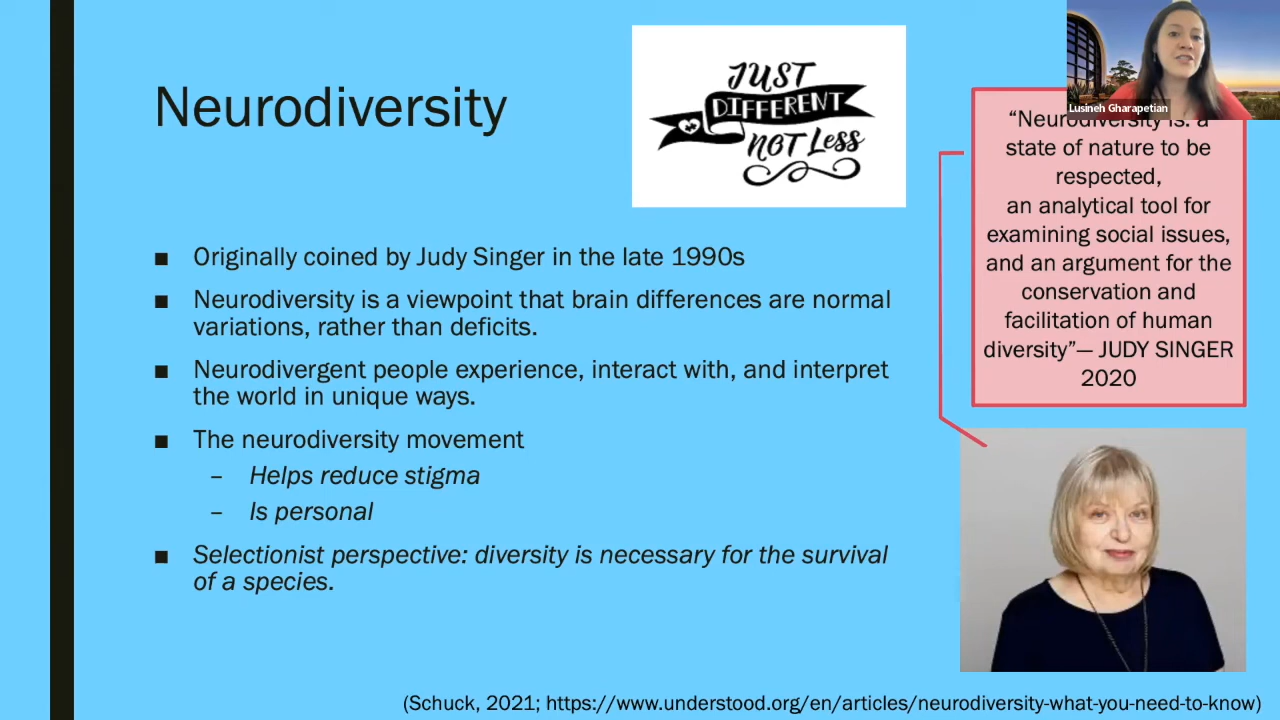 Neurodiversity
JUST
DIFFERENT
NOT Less
Lusineh Gharapetian
“Neurodiversity is: a
state of nature to be
respected,
an analytical tool for
examining social issues,
and an argument for the
conservation and
facilitation of human
diversity”— JUDY SINGER
2020
■ Originally coined by Judy Singer in the late 1990s
■ Neurodiversity is a viewpoint that brain differences are normal
variations, rather than deficits.
■ Neurodivergent people experience, interact with, and interpret
the world in unique ways.
■ The neurodiversity movement
– Helps reduce stigma
– Is personal
■ Selectionist perspective: diversity is necessary for the survival
of a species.
(Schuck, 2021; https://www.understood.org/en/articles/neurodiversity-what-you-need-to-know)